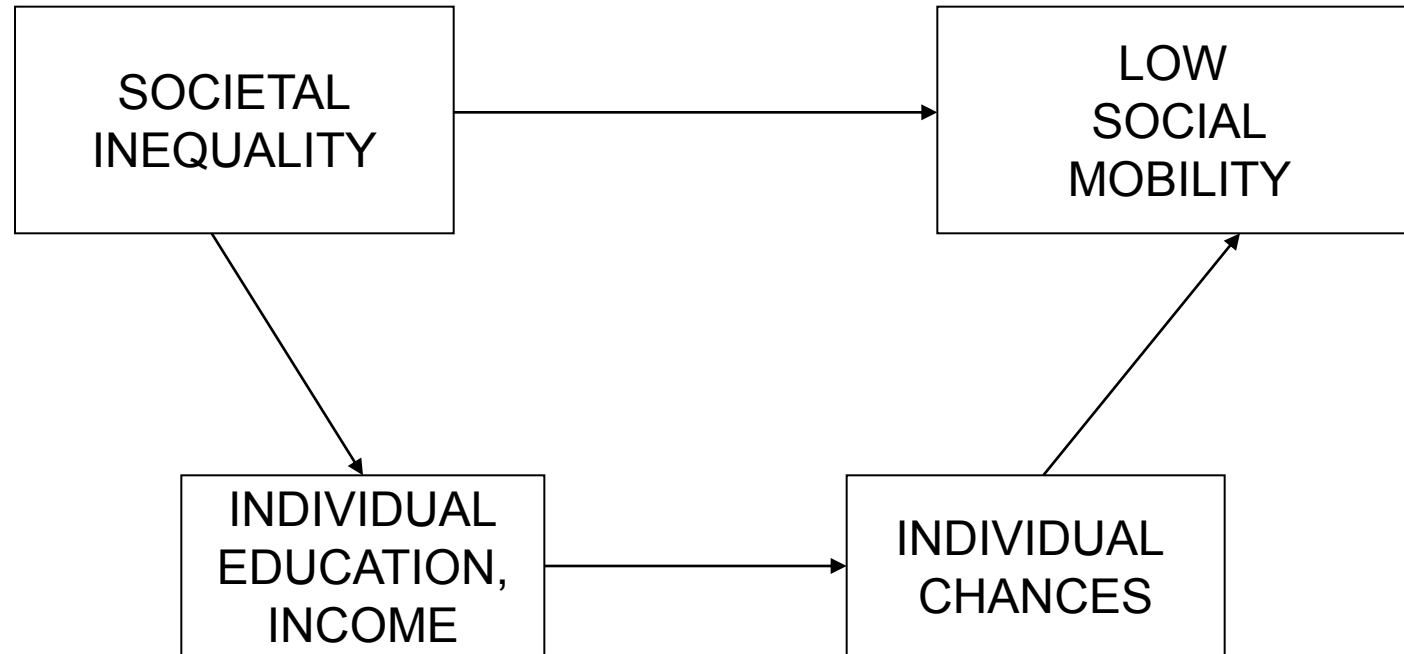 SOCIETAL
INEQUALITY
LOW
SOCIAL
MOBILITY
INDIVIDUAL
EDUCATION,
INCOME
INDIVIDUAL
CHANCES